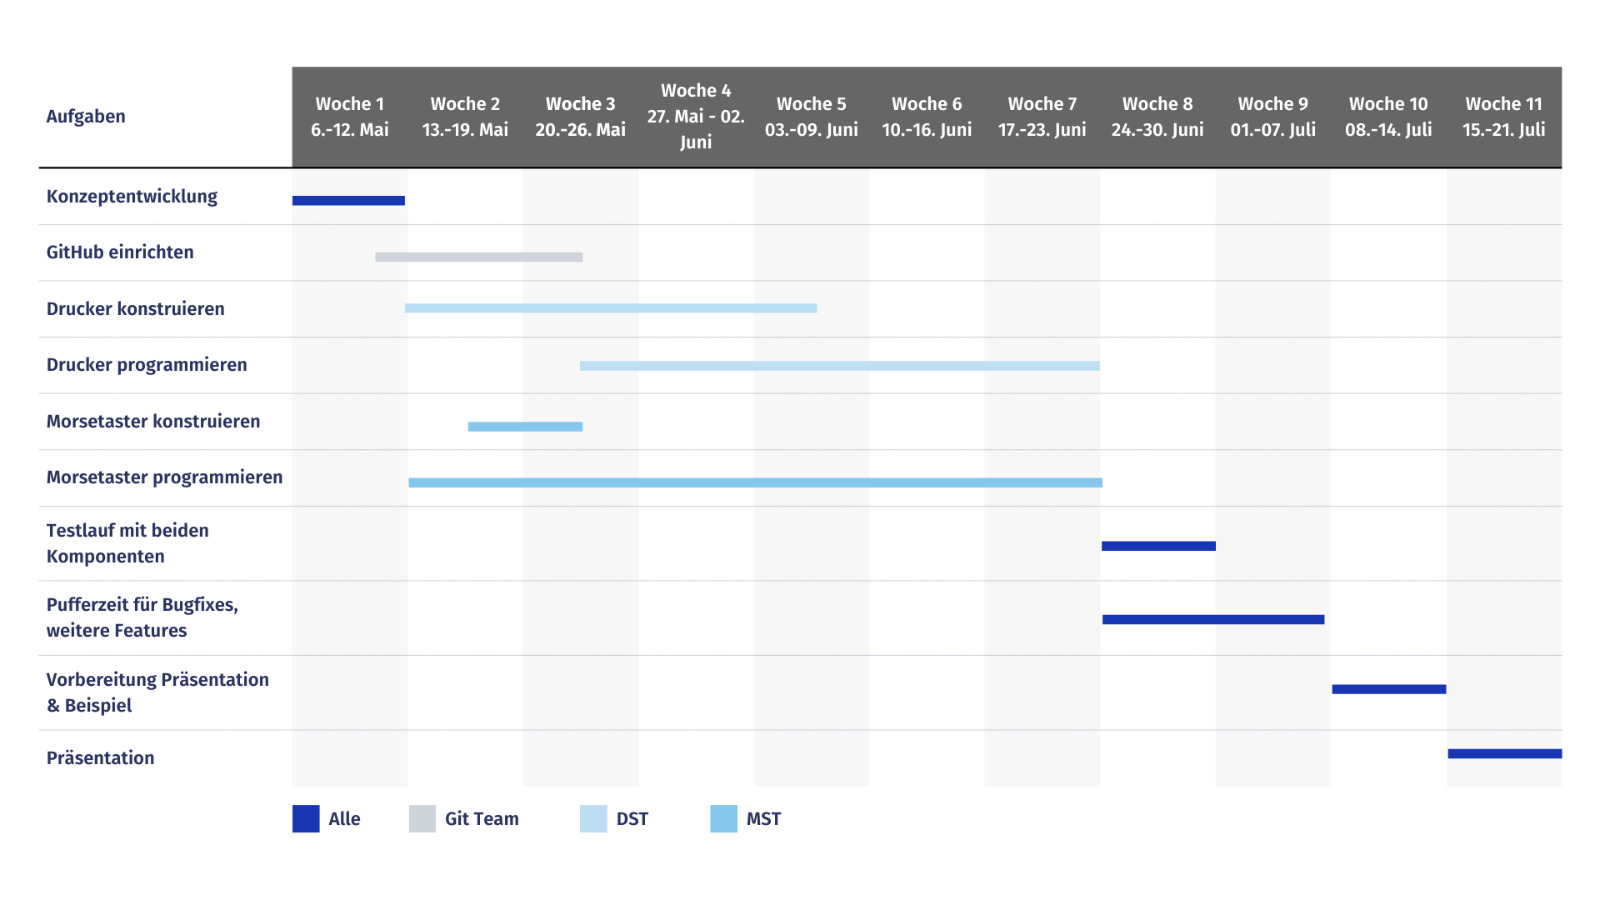 Aufgaben
Woche 1
6.-12. Mai
Woche 2
13.-19. Mai
Woche 3
20.-26. Mai
Woche 4
27. Mai - 02.
Juni
Woche 5
03.-09. Juni
Woche 6
10.-16. Juni
Woche 7
17.-23. Juni
Woche 8
24.-30. Juni
Woche 9
01.-07. Juli
Woche 10
08.-14. Juli
Woche 11
15.-21. Juli
Konzeptentwicklung
GitHub einrichten
Drucker konstruieren
Drucker programmieren
Morsetaster konstruieren
Morsetaster programmieren
Testlauf mit beiden
Komponenten
Pufferzeit für Bugfixes,
weitere Features
Vorbereitung Präsentation
& Beispiel
Präsentation
Alle
Git Team
DST
MST